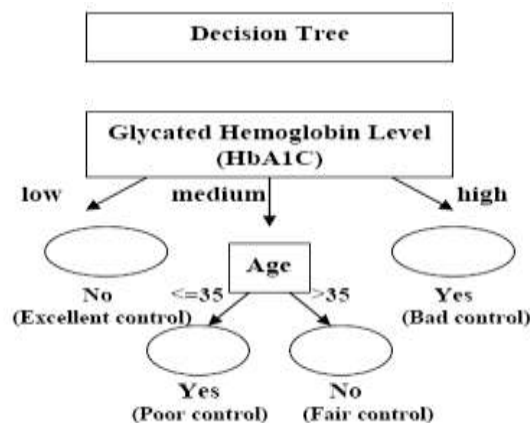 Decision Tree
Glycated Hemoglobin Level
(HbA1C)
low
medium
high
Age
No
(Excellent control)
<=35
>35
Yes
(Bad control)
Yes
(Poor control)
No
(Fair control)